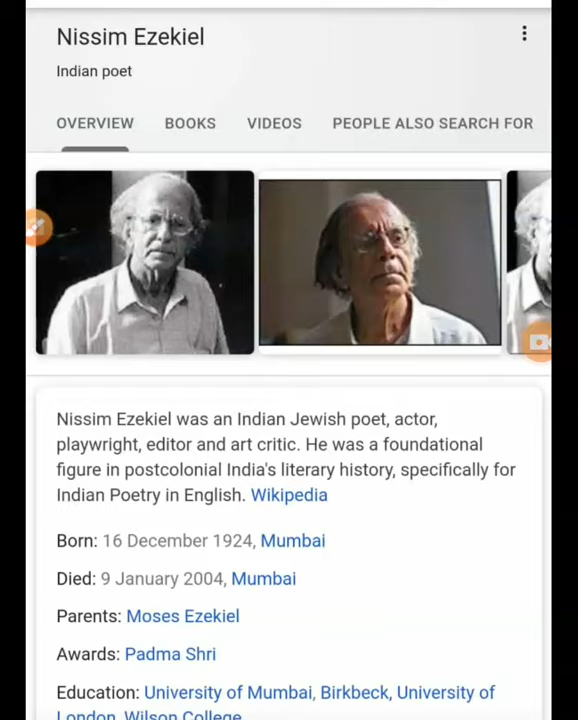 Nissim Ezekiel
Indian poet
OVERVIEW BOOKS VIDEOS PEOPLE ALSO SEARCH FOR
Nissim Ezekiel was an Indian Jewish poet, actor,
playwright, editor and art critic. He was a foundational
figure in postcolonial India's literary history, specifically for
Indian Poetry in English. Wikipedia
Born: 16 December 1924, Mumbai
Died: 9 January 2004, Mumbai
Parents: Moses Ezekiel
Awards: Padma Shri
Education: University of Mumbai, Birkbeck, University of
London, Wilson College